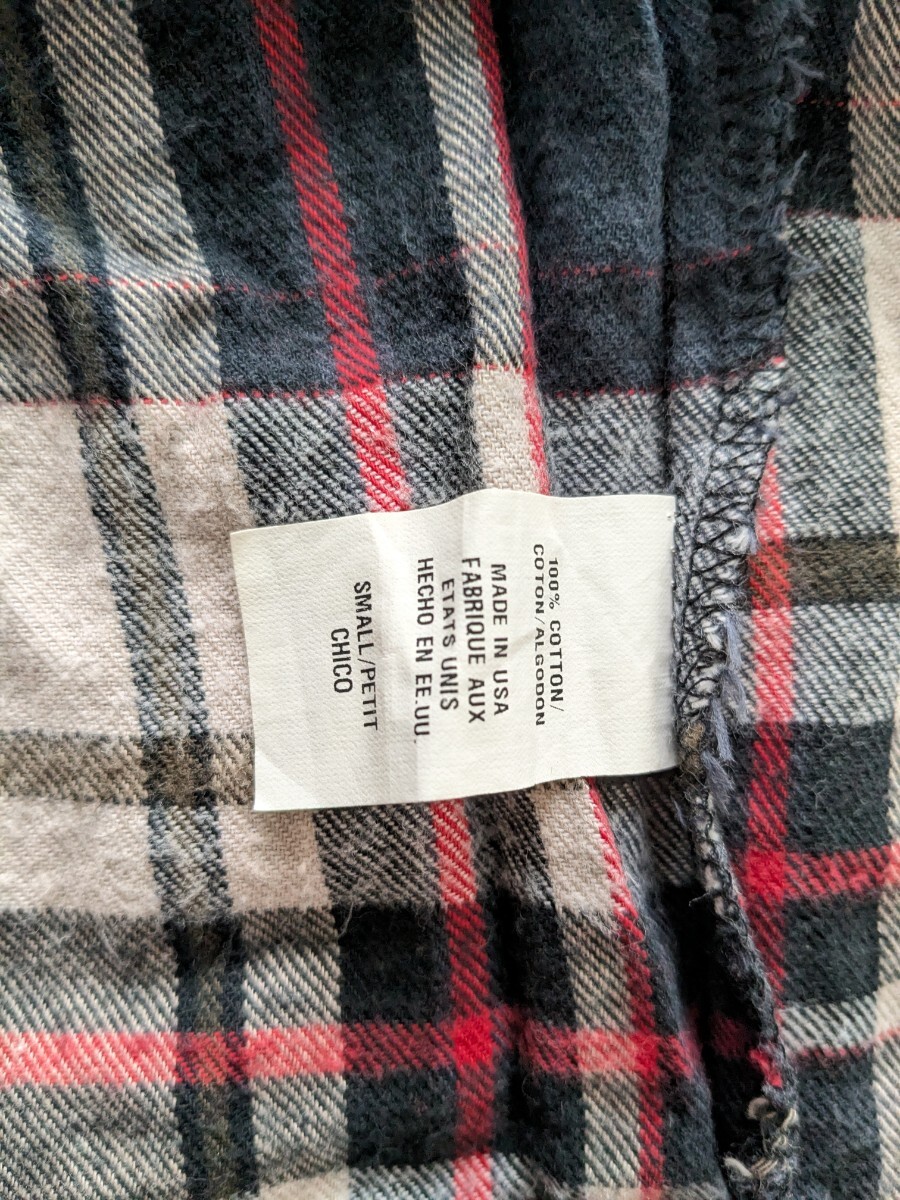 100% COTTON/
COTON/ALGODON
MADE IN USA
FABRIQUE AUX
ETATS UNIS
HECHO EN EE.UU.
SMALL/PETIT
CHICO